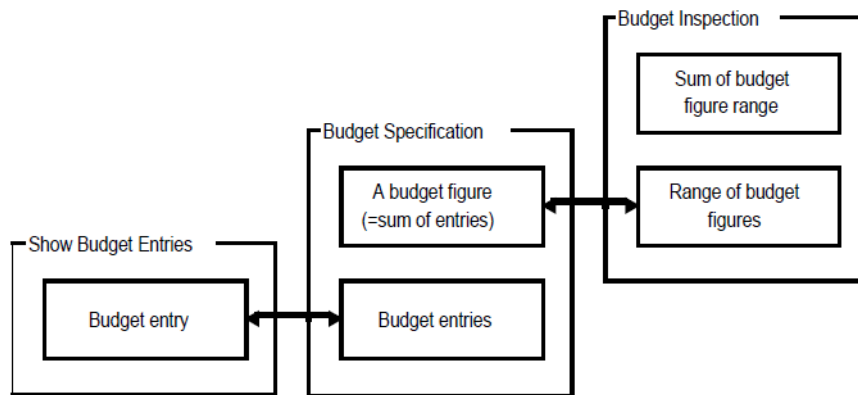 Budget Inspection
Sum of budget
figure range
Budget Specification
A budget figure
(=sum of entries)
Range of budget
figures
Show Budget Entries
Budget entry
Budget entries